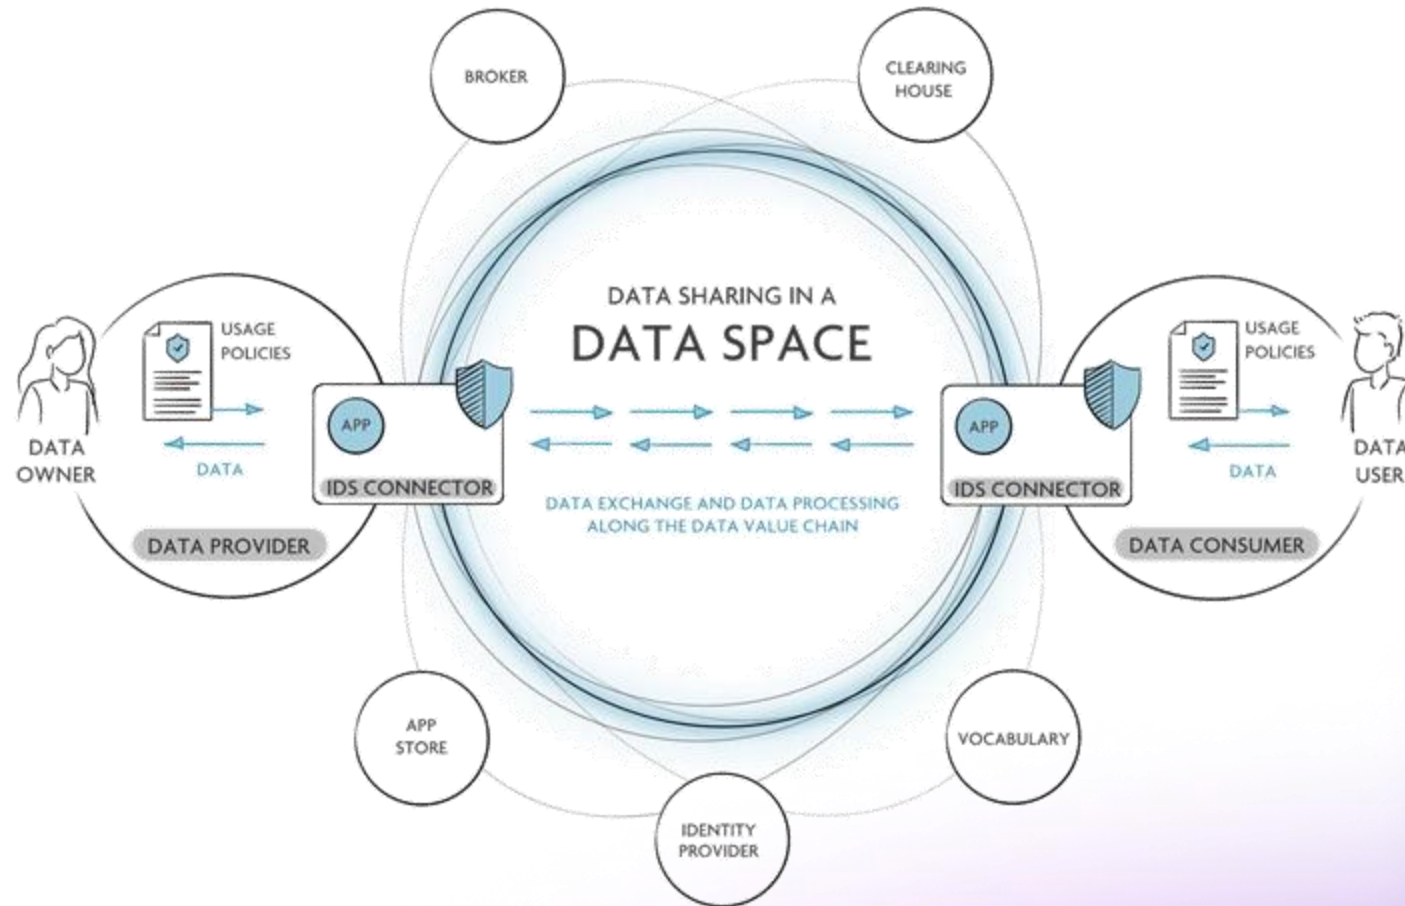 BROKER
CLEARING
HOUSE
DATA SHARING IN A
DATA SPACE
USAGE
POLICIES
DATA
OWNER
DATA
APP
IDS CONNECTOR
DATA PROVIDER
DATA EXCHANGE AND DATA PROCESSING
ALONG THE DATA VALUE CHAIN
APP
IDS CONNECTOR
USAGE
POLICIES
DATA
DATA
USER
DATA CONSUMER
APP
STORE
IDENTITY
PROVIDER
VOCABULARY